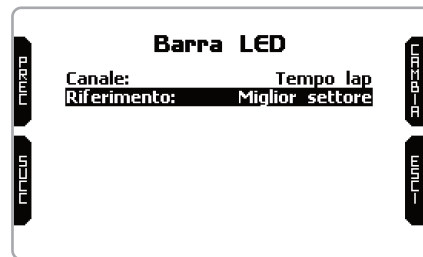 Barra LED
PREC
CAMBIA
Canale: Tempo lap
Riferimento: Miglior settore
SUCC
ESCI